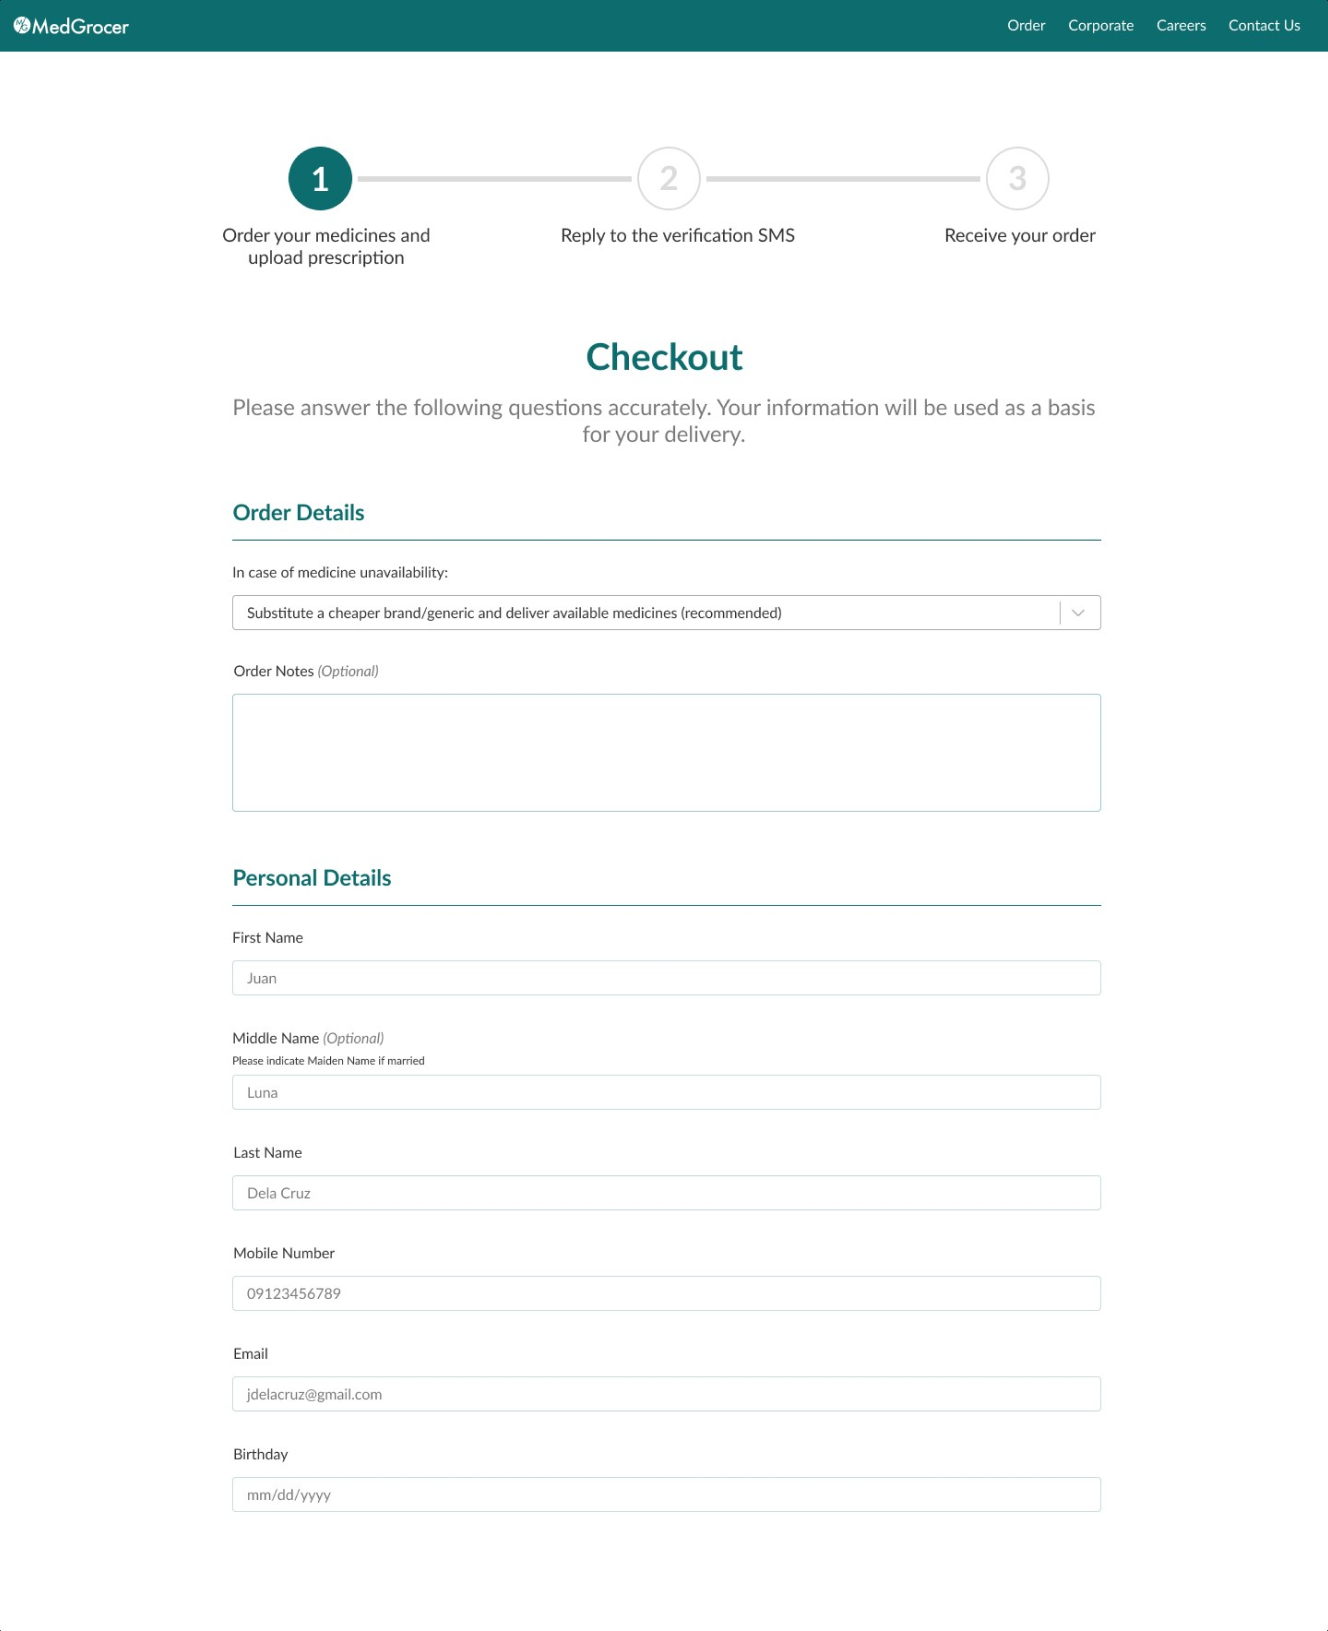 MedGrocer
Order Corporate Careers Contact Us
1
2
3
Order your medicines and
upload prescription
Reply to the verification SMS
Receive your order
Checkout
Please answer the following questions accurately. Your information will be used as a basis
for your delivery.
Order Details
In case of medicine unavailability:
Substitute a cheaper brand/generic and deliver available medicines (recommended)
Order Notes (Optional)
Personal Details
First Name
Juan
Middle Name (Optional)
Please indicate Maiden Name if married
Luna
Last Name
Dela Cruz
Mobile Number
09123456789
Email
jdelacruz@gmail.com
Birthday
mm/dd/yyyy